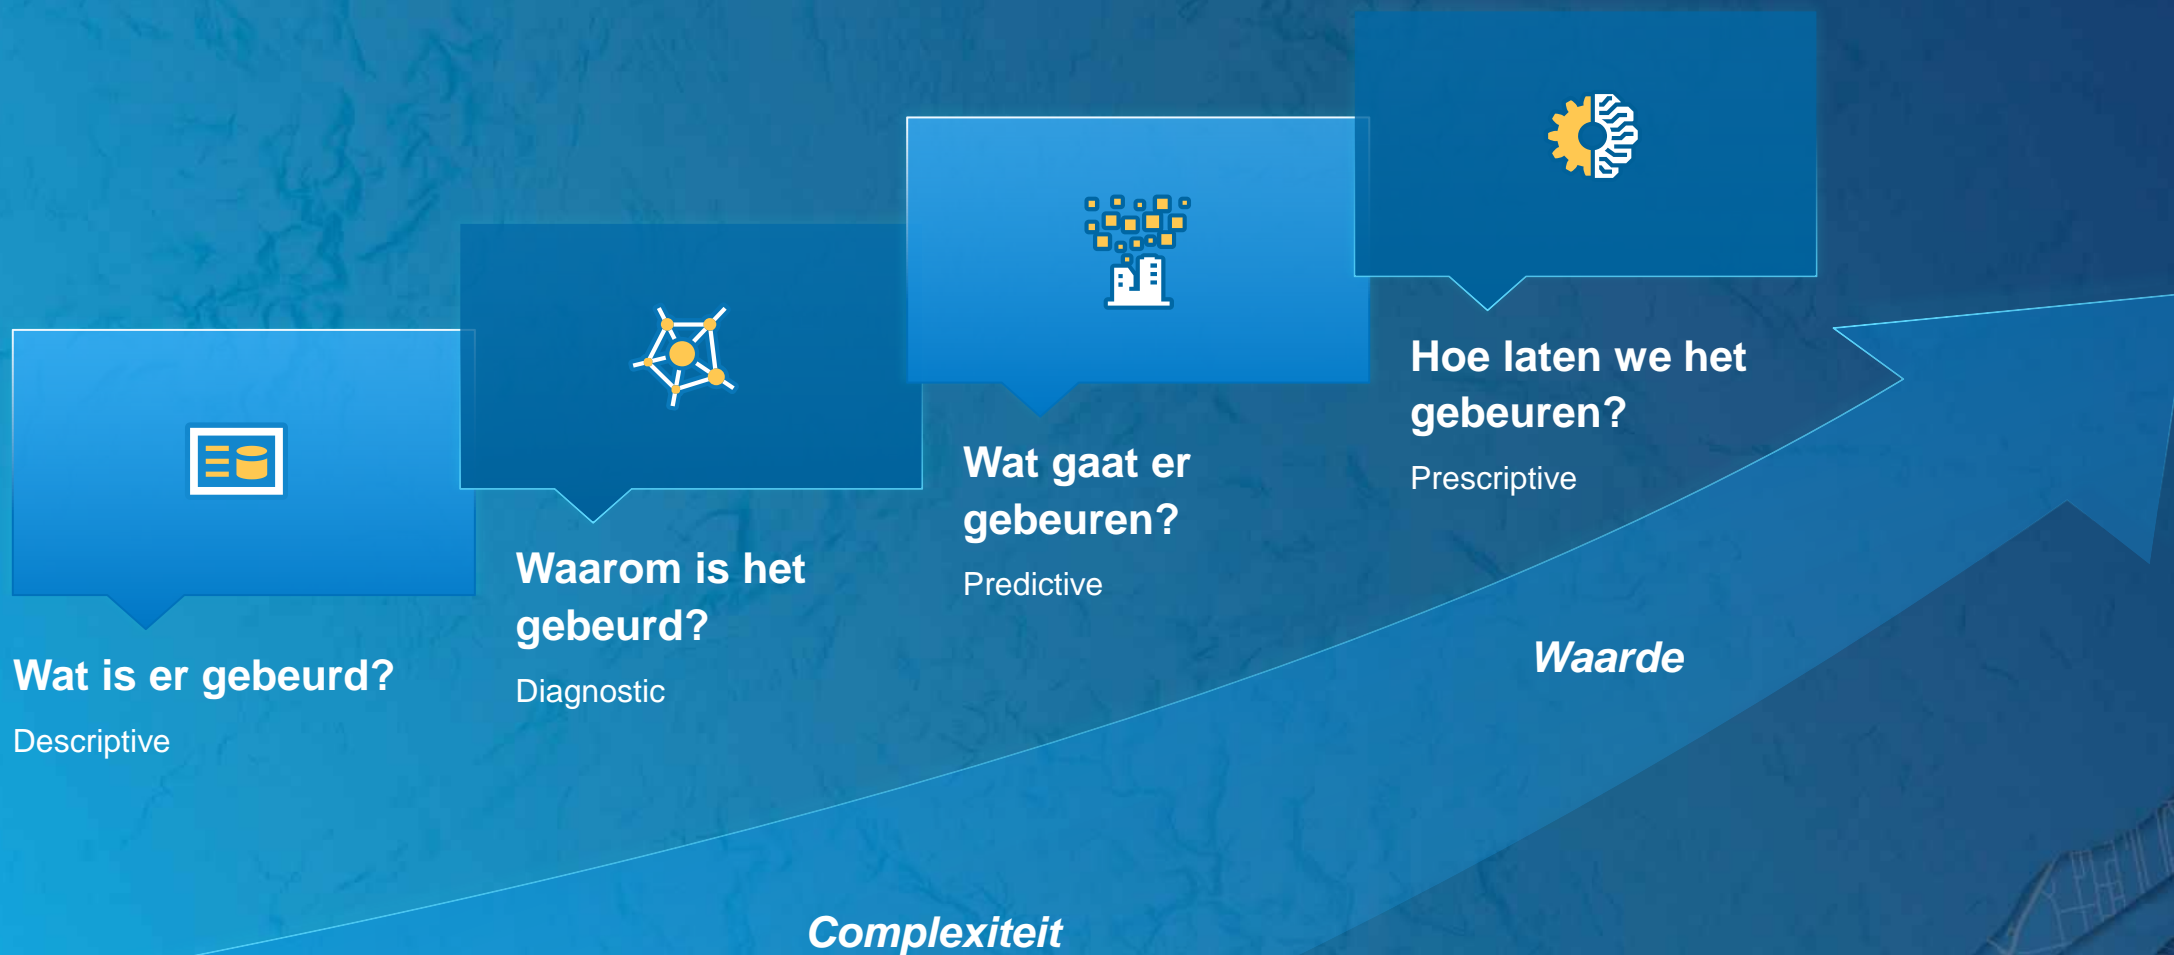 Wat is er gebeurd?
Descriptive
Waarom is het
gebeurd?
Diagnostic
Wat gaat er
gebeuren?
Predictive
Hoe laten we het
gebeuren?
Prescriptive
Waarde
Complexiteit